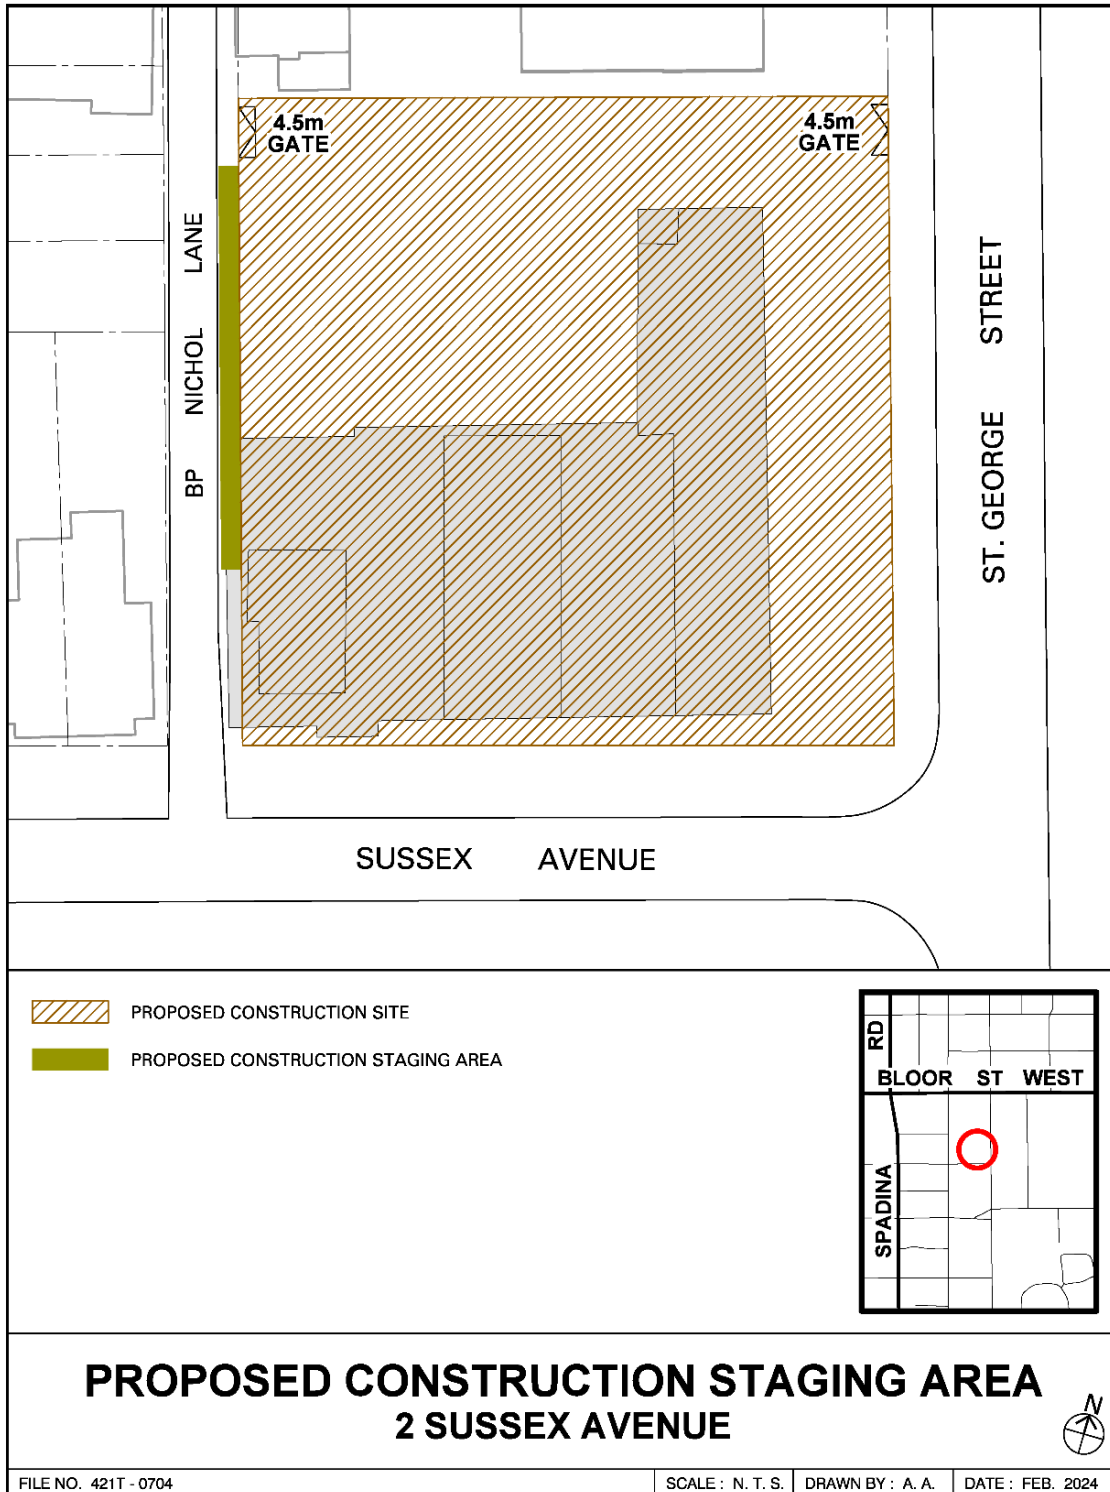 4.5m
GATE
4.5m
GATE
BP NICHOL LANE
ST. GEORGE STREET
SUSSEX AVENUE
PROPOSED CONSTRUCTION SITE
PROPOSED CONSTRUCTION STAGING AREA
RD
BLOOR ST WEST
SPADINA
PROPOSED CONSTRUCTION STAGING AREA
2 SUSSEX AVENUE
N
FILE NO. 421T - 0704
SCALE : N. T. S.
DRAWN BY : A. A.
DATE : FEB. 2024